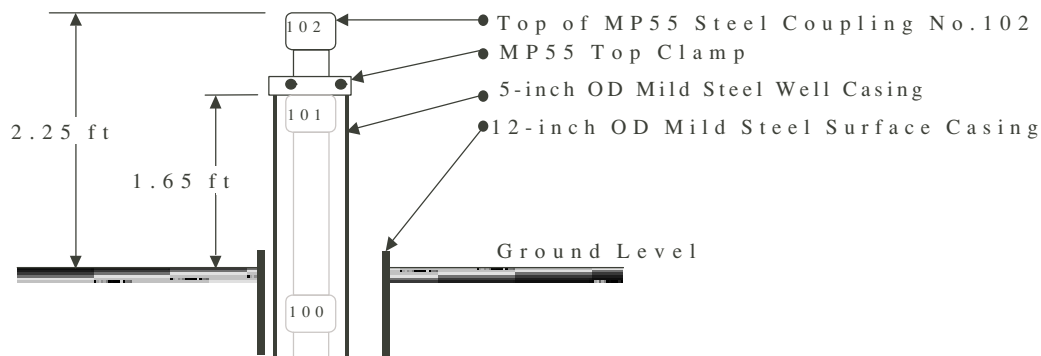 102
Top of MP55 Steel Coupling No.102
MP55 Top Clamp
5-inch OD Mild Steel Well Casing
101
12-inch OD Mild Steel Surface Casing
2.25 ft
1.65 ft
Ground Level
100